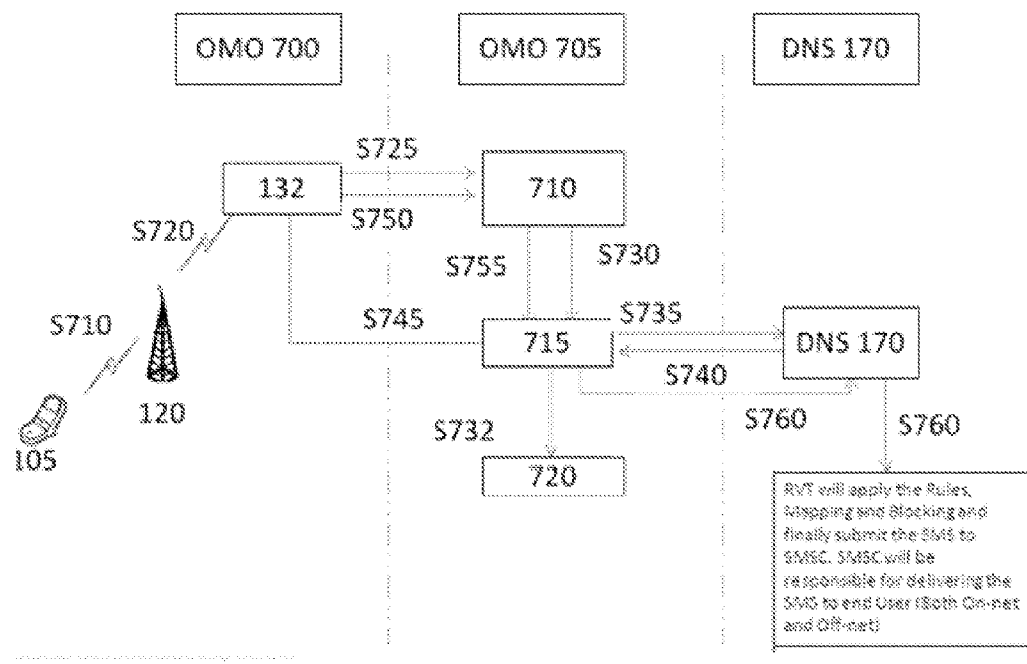 OMO 700
OMO 705
DNS 170
S725
132
710
S750
S720
S755
S730
S710
S745
S735
715
DNS 170
S740
120
S760
S732
S760
105
720
RVT will apply the Rules,
Mapping and Blocking and
finally submit the SMS to
SMSC. SMSC will be
responsible for delivering the
SMS to end User (Both On-net
and Off-net)